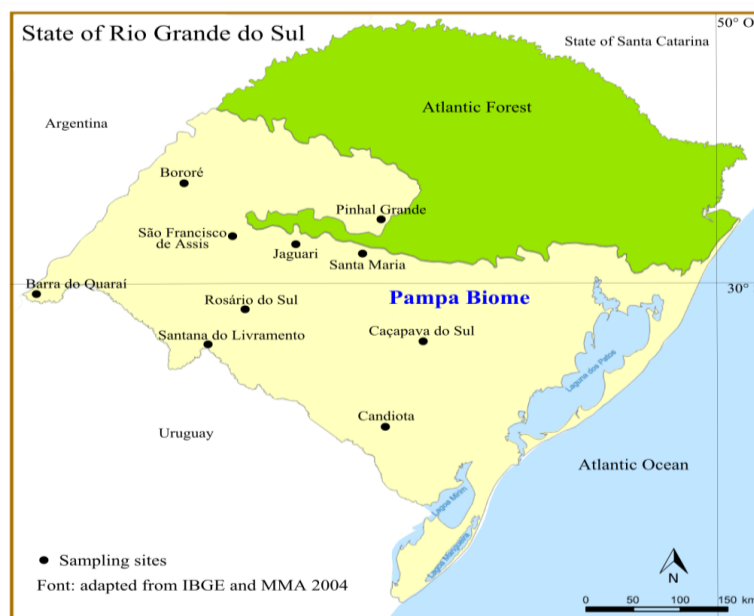 State of Rio Grande do Sul
50° O
State of Santa Catarina
Atlantic Forest
Argentina
Bororé
Pinhal Grande
São Francisco
de Assis
Jaguari
Santa Maria
Barra do Quaraí
30°
Rosário do Sul
Pampa Biome
Santana do Livramento
Caçapava do Sul
Laguna dos Patos
Candiota
Uruguay
Atlantic Ocean
Lagoa Mirim
Lagoa Mangueira
Sampling sites
Font: adapted from IBGE and MMA 2004
N
0 50 100 150 km